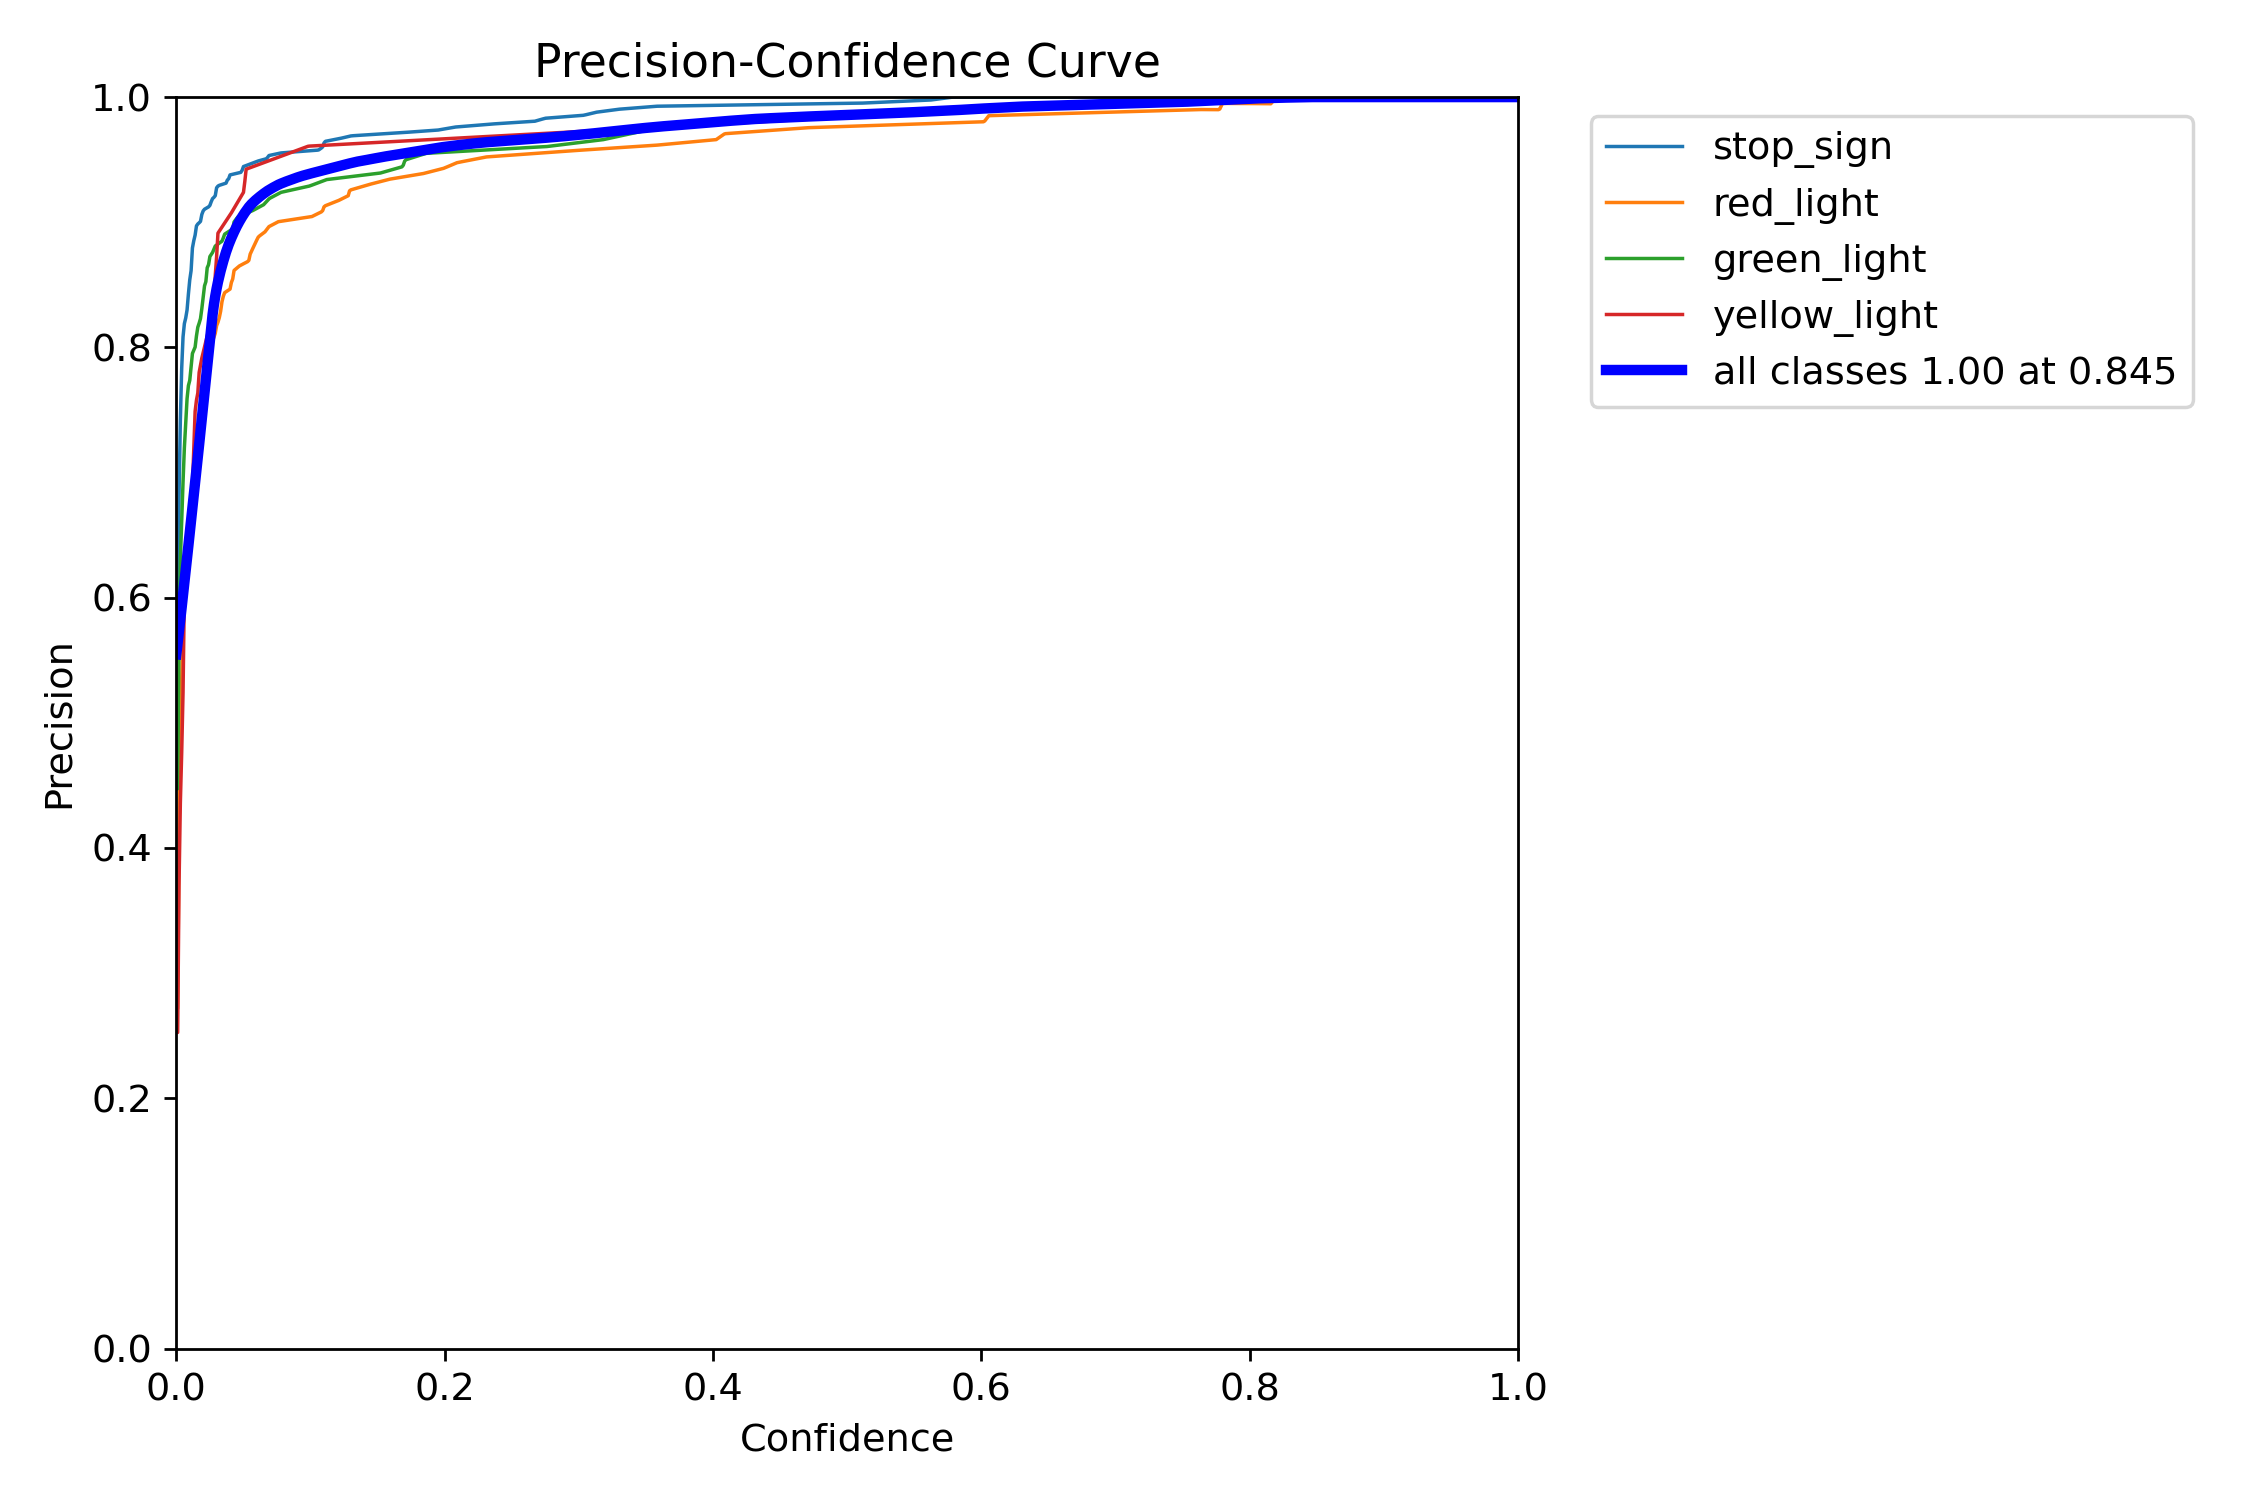 Precision-Confidence Curve
1.0
0.8
0.6
0.4
0.2
0.0
Precision
0.0 0.2 0.4 0.6 0.8 1.0
Confidence
stop_sign
red_light
green_light
yellow_light
all classes 1.00 at 0.845